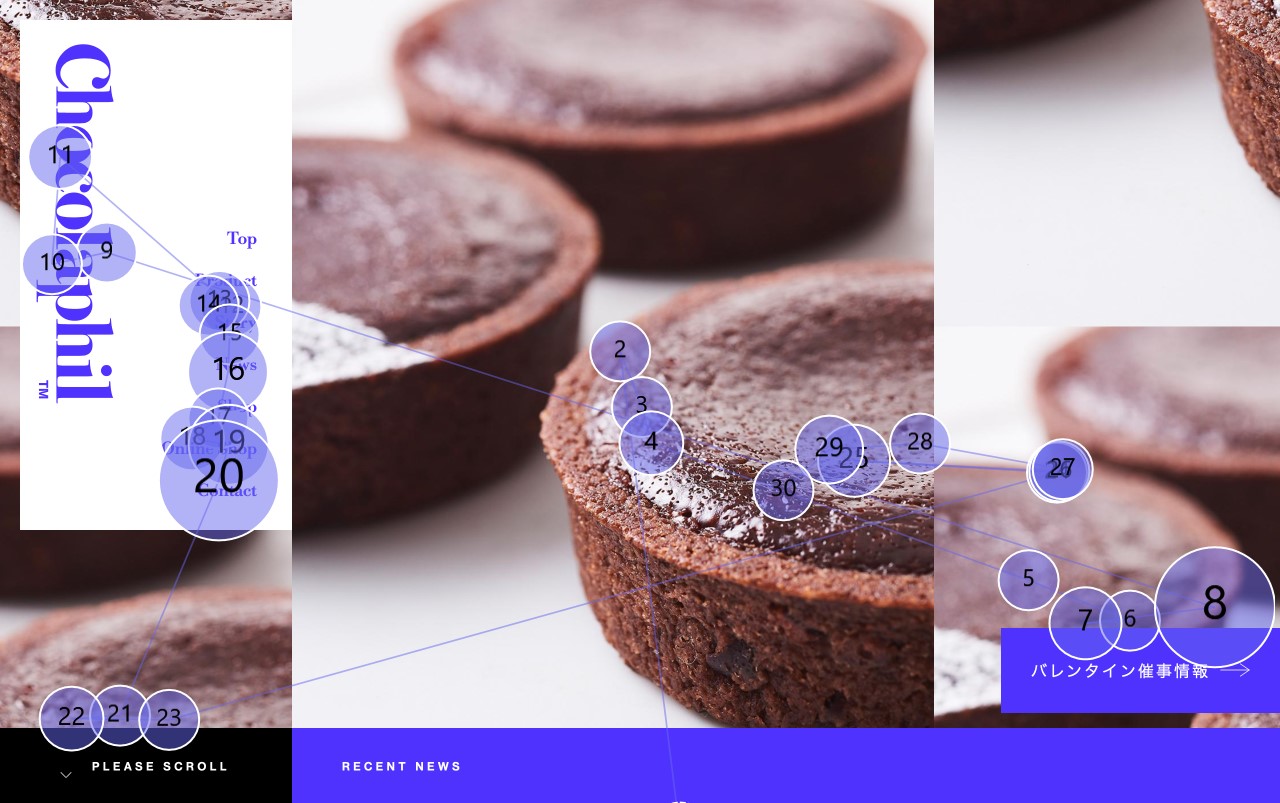 Chocolaphil
TM
11
9
10
Top
Product
14
13
15
News
16
Shop
17
18
19
Online Shop
20
Contact
2
3
4
29
25
28
30
27
5
7
6
8
バレンタイン催事情報
22
21
23
PLEASE SCROLL
RECENT NEWS